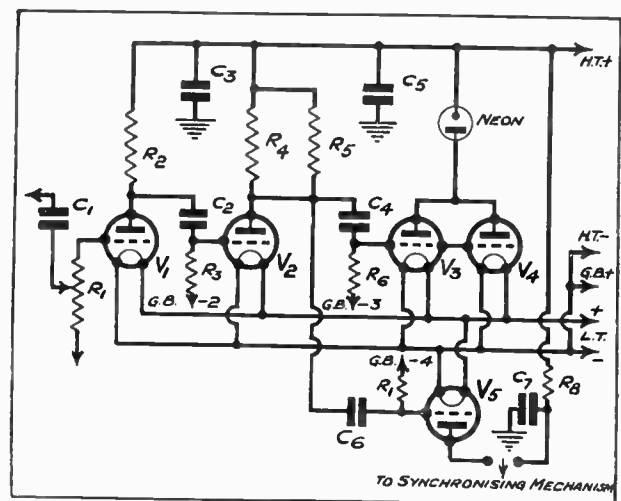 C3
C5
H.T.+
NEON
R2
R4
R5
C1
C2
C4
V1
V2
V3
V4
R1
R3
R6
H.T.-
G.B.+
G.B. -2
G.B. -3
+
L.T.
-
G.B. -4
R1
V5
C7
R8
C6
TO SYNCHRONISING MECHANISM